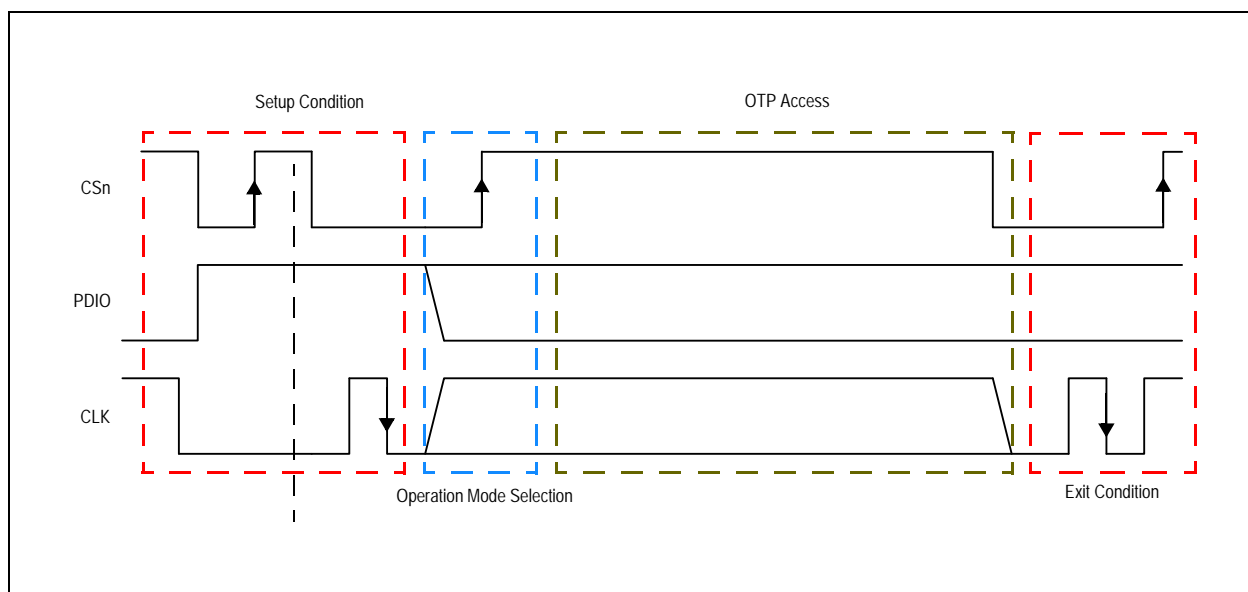 Setup Condition
OTP Access
CSn
PDIO
CLK
Operation Mode Selection
Exit Condition